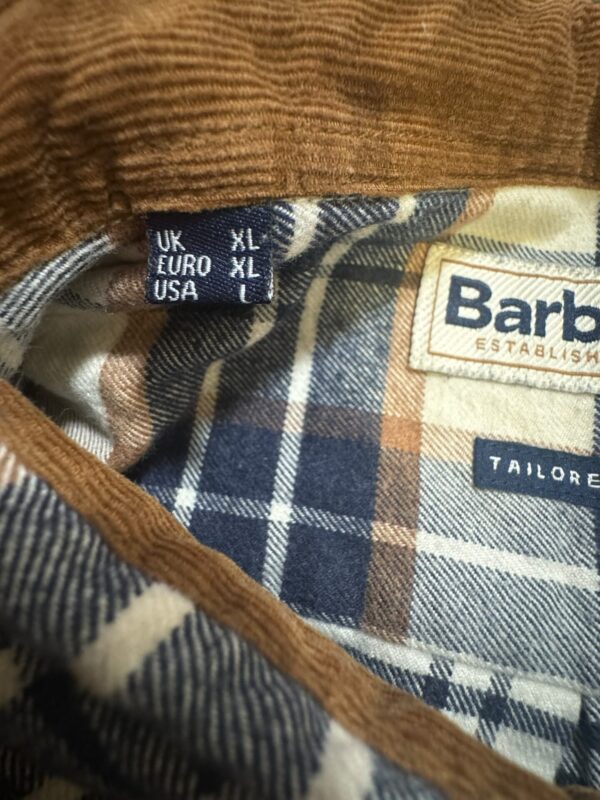 UK XL
EURO XL
USA L
Barb
ESTABLISH
TAILORE